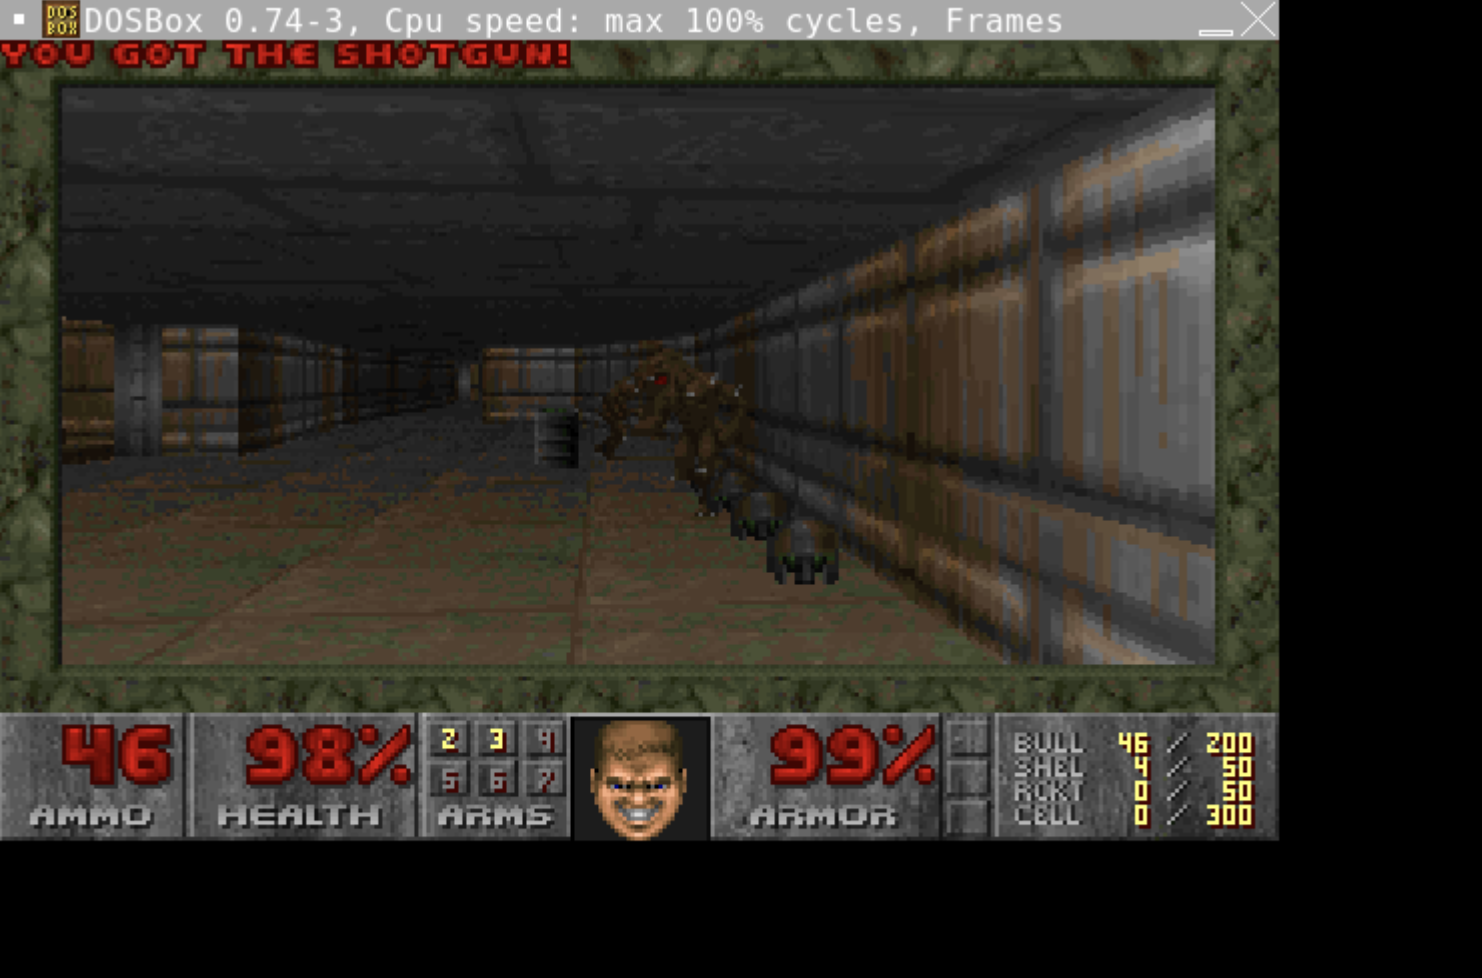 DOS
BOX
DOSBox 0.74-3, Cpu speed: max 100% cycles, Frames
YOU GOT THE SHOTGUN!
46 98% 2 3 4 99% BULL 46 / 200
SHEL 4 / 50
5 6 7 RCKT 0 / 50
AMMO HEALTH ARMS ARMOR CELL 0 / 300